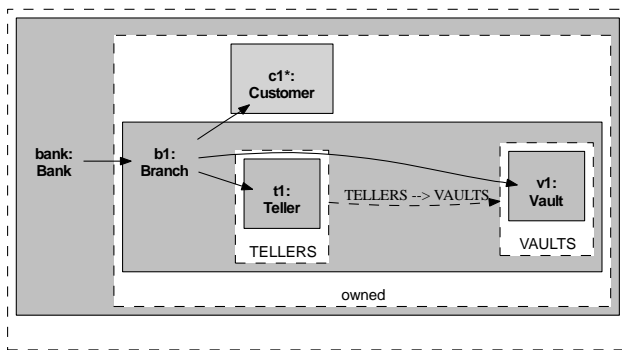 c1*:
Customer
bank:
Bank
b1:
Branch
t1:
Teller
TELLERS --> VAULTS
v1:
Vault
TELLERS
VAULTS
owned